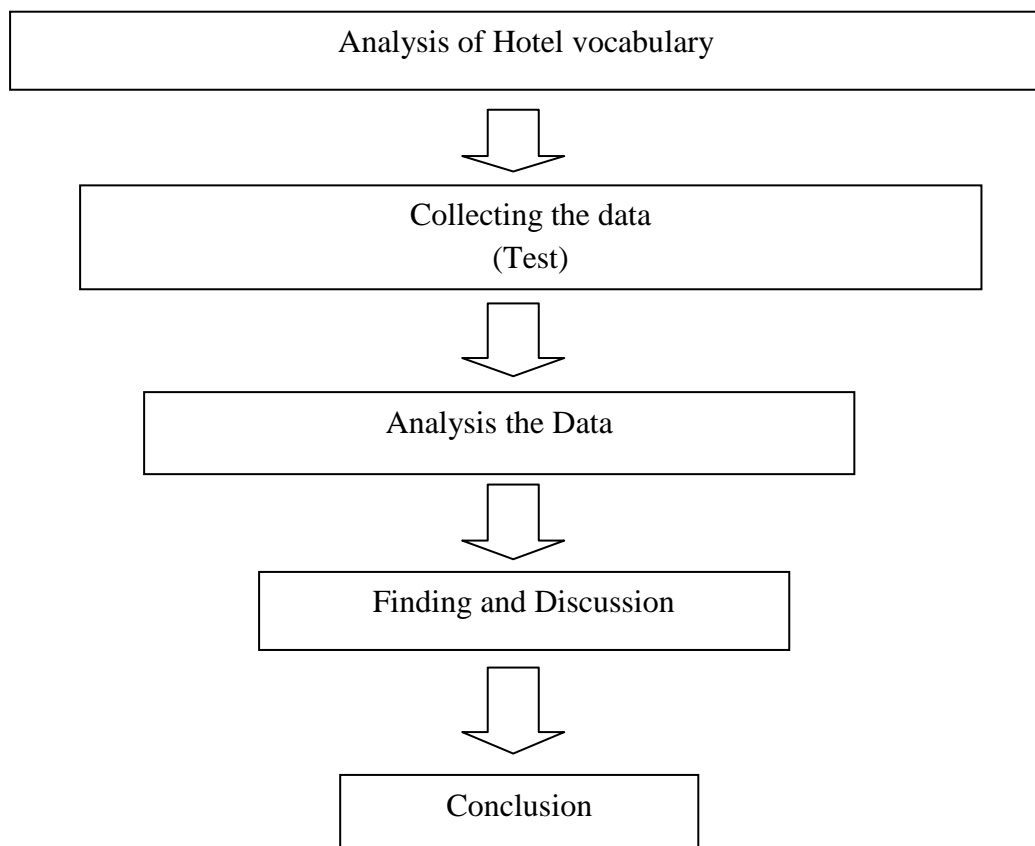 Analysis of Hotel vocabulary
Collecting the data
(Test)
Analysis the Data
Finding and Discussion
Conclusion